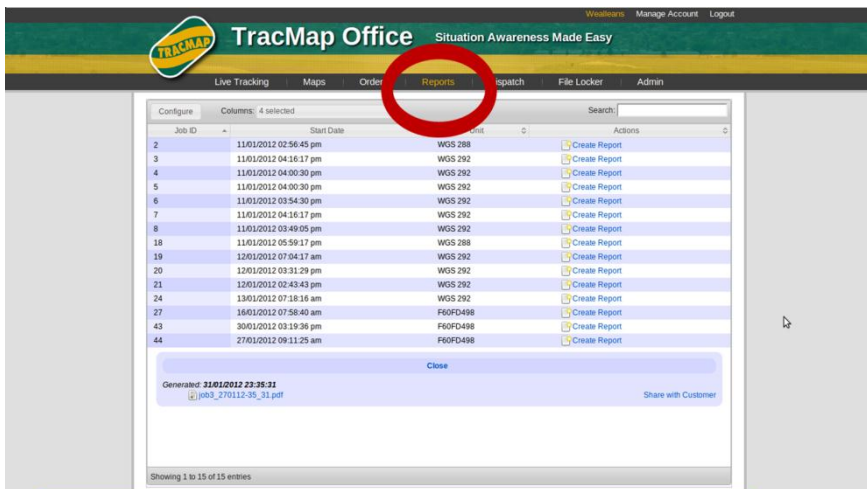 Wealleans Manage Account Logout
TRACMAP
TracMap Office Situation Awareness Made Easy
Live Tracking Maps Order Reports ispatch File Locker Admin
Configure Columns: 4 selected Search:
Job ID Start Date Unit Actions
2 11/01/2012 02:56:45 pm WGS 288 Create Report
3 11/01/2012 04:16:17 pm WGS 292 Create Report
4 11/01/2012 04:00:30 pm WGS 292 Create Report
5 11/01/2012 04:00:30 pm WGS 292 Create Report
6 11/01/2012 03:54:30 pm WGS 292 Create Report
7 11/01/2012 04:16:17 pm WGS 292 Create Report
8 11/01/2012 03:49:05 pm WGS 292 Create Report
18 11/01/2012 05:59:17 pm WGS 288 Create Report
19 12/01/2012 07:04:17 am WGS 292 Create Report
20 12/01/2012 03:31:29 pm WGS 292 Create Report
21 12/01/2012 02:43:43 pm WGS 292 Create Report
24 13/01/2012 07:18:16 am WGS 292 Create Report
27 16/01/2012 07:58:40 am F60FD498 Create Report
43 30/01/2012 03:19:36 pm F60FD498 Create Report
44 27/01/2012 09:11:25 am F60FD498 Create Report
Close
Generated: 31/01/2012 23:35:31
job3_270112-35_31.pdf Share with Customer
Showing 1 to 15 of 15 entries